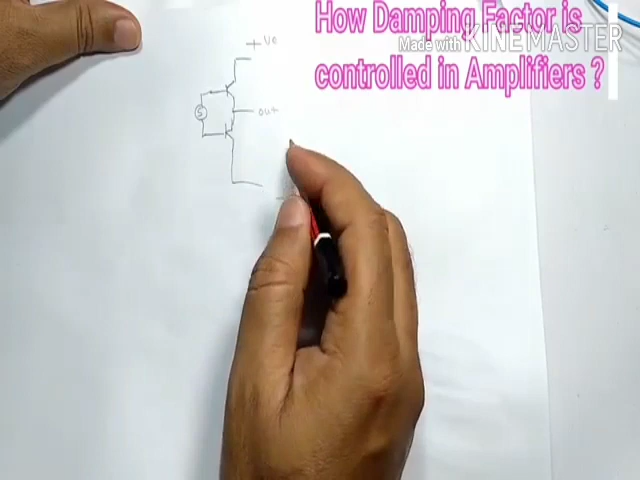 How Damping Factor is
Made with KINEMASTER
controlled in Amplifiers ?
+ Ve
out
S